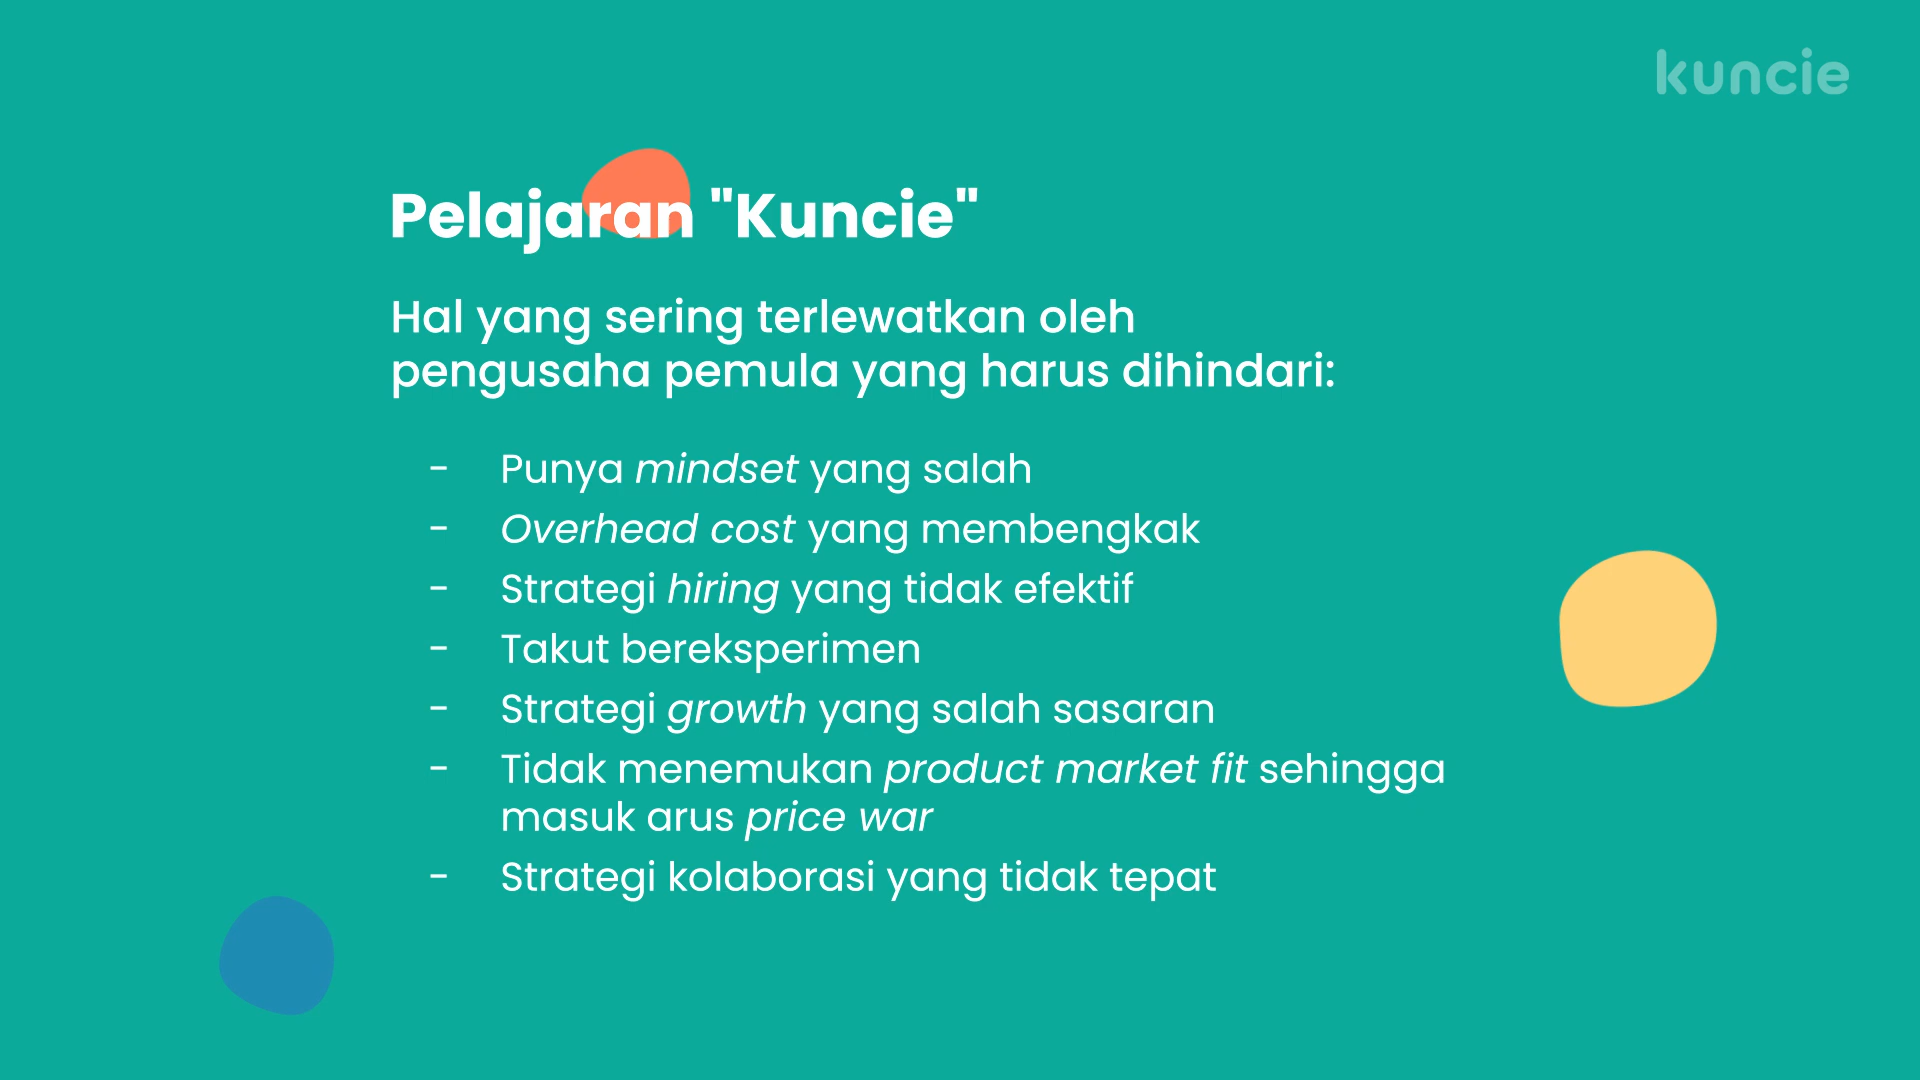 kuncie
Pelajaran "Kuncie"
Hal yang sering terlewatkan oleh
pengusaha pemula yang harus dihindari:
- Punya mindset yang salah
- Overhead cost yang membengkak
- Strategi hiring yang tidak efektif
- Takut bereksperimen
- Strategi growth yang salah sasaran
- Tidak menemukan product market fit sehingga
masuk arus price war
- Strategi kolaborasi yang tidak tepat